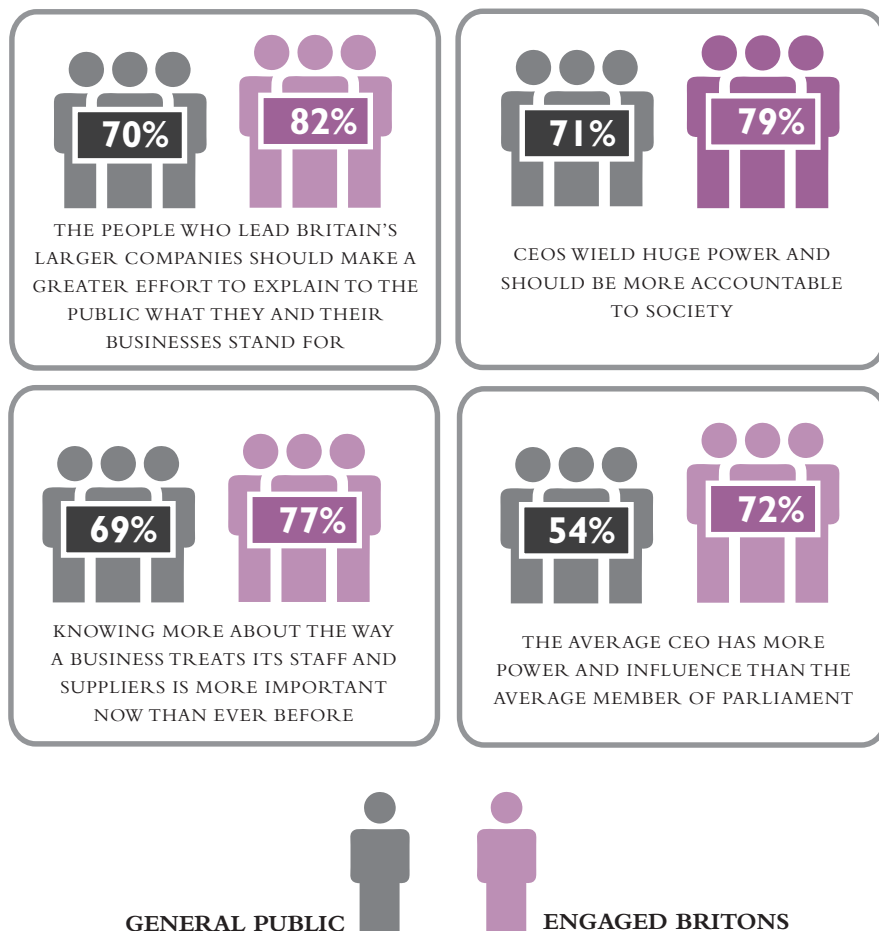 70%
82%
THE PEOPLE WHO LEAD BRITAIN'S
LARGER COMPANIES SHOULD MAKE A
GREATER EFFORT TO EXPLAIN TO THE
PUBLIC WHAT THEY AND THEIR
BUSINESSES STAND FOR
71%
79%
CEOS WIELD HUGE POWER AND
SHOULD BE MORE ACCOUNTABLE
TO SOCIETY
69%
77%
KNOWING MORE ABOUT THE WAY
A BUSINESS TREATS ITS STAFF AND
SUPPLIERS IS MORE IMPORTANT
NOW THAN EVER BEFORE
54%
72%
THE AVERAGE CEO HAS MORE
POWER AND INFLUENCE THAN THE
AVERAGE MEMBER OF PARLIAMENT
GENERAL PUBLIC
ENGAGED BRITONS